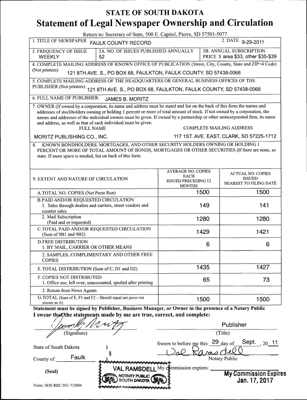 STATE OF SOUTH DAKOTA
Statement of Legal Newspaper Ownership and Circulation
Return to: Secretary of State, 500 E. Capitol, Pierre, SD 57501-5077
1. TITLE OF NEWSPAPER FAULK COUNTY RECORD 2. DATE 9-29-2011
3. FREQUENCY OF ISSUE WEEKLY 3A. NO. OF ISSUES PUBLISHED ANNUALLY 52 3B. ANNUAL SUBSCRIPTION PRICE $ area $33, other $35-$39
4. COMPLETE MAILING ADDRESS OF KNOWN OFFICE OF PUBLICATION (Street, City, County, State and ZIP+4 Code) (Not printers)
121 8TH AVE. S., PO BOX 68, FAULKTON, FAULK COUNTY, SD 57438-0068
5. COMPLETE MAILING ADDRESS OF THE HEADQUARTERS OR GENERAL BUSINESS OFFICES OF THE PUBLISHER (Not printers)
121 8TH AVE. S., PO BOX 68, FAULKTON, FAULK COUNTY, SD 57438-0068
6. FULL NAME OF PUBLISHER: JAMES B. MORITZ
7. OWNER (If owned by a corporation, its name and address must be stated and list on the back of this form the names and
addresses of stockholders owning or holding 1 percent or more of total amount of stock. If not owned by a corporation, the
names and addresses of the individual owners must be given. If owned by a partnership or other unincorporated firm, its name
and address, as well as that of each individual must be given.
FULL NAME COMPLETE MAILING ADDRESS
MORITZ PUBLISHING CO., INC. 117 1ST. AVE. EAST, CLARK, SD 57225-1712
8. KNOWN BONDHOLDERS, MORTGAGES, AND OTHER SECURITY HOLDERS OWNING OR HOLDING 1
PERCENT OR MORE OF TOTAL AMOUNT OF BONDS, MORTGAGES OR OTHER SECURITIES (If there are none, so
state. If more space is needed, list on back of this form.
9. EXTENT AND NATURE OF CIRCULATION
AVERAGE NO. COPIES EACH ISSUED PRECEDING 12 MONTHS
ACTUAL NO. COPIES ISSUED NEAREST TO FILING DATE
A. TOTAL NO. COPIES (Net Press Run) 1500 1500
B. PAID AND/OR REQUESTED CIRCULATION
1. Sales through dealers and carriers, street vendors and counter sales. 149 141
2. Mail Subscription (Paid and or requested) 1280 1280
C. TOTAL PAID AND/OR REQUESTED CIRCULATION (Sum of 9B1 and 9B2) 1429 1421
D. FREE DISTRIBUTION
1. BY MAIL, CARRIER OR OTHER MEANS 6 6
2. SAMPLES, COMPLIMENTARY AND OTHER FREE COPIES
E. TOTAL DISTRIBUTION (Sum of C, D1 and D2) 1435 1427
F. COPIES NOT DISTRIBUTED
1. Office use, left over, unaccounted, spoiled after printing 65 73
2. Return from News Agents
G. TOTAL (Sum of E, F1 and F2 - Should equal net press run shown in A) 1500 1500
Statement must be signed by Publisher, Business Manager, or Owner in the presence of a Notary Public
I swear that the statements made by me are true, correct, and complete:
Publisher
(Signature) (Title)
State of South Dakota
Sworn to before me this 29 day of Sept. 20 11
County of Faulk
§
Val Ramsdell
Notary Public
(Seal)
VAL RAMSDELL
NOTARY PUBLIC
SOUTH DAKOTA
My commission expires:
My Commission Expires
Jan. 17, 2017
Form: SOS REC 051 7/2006